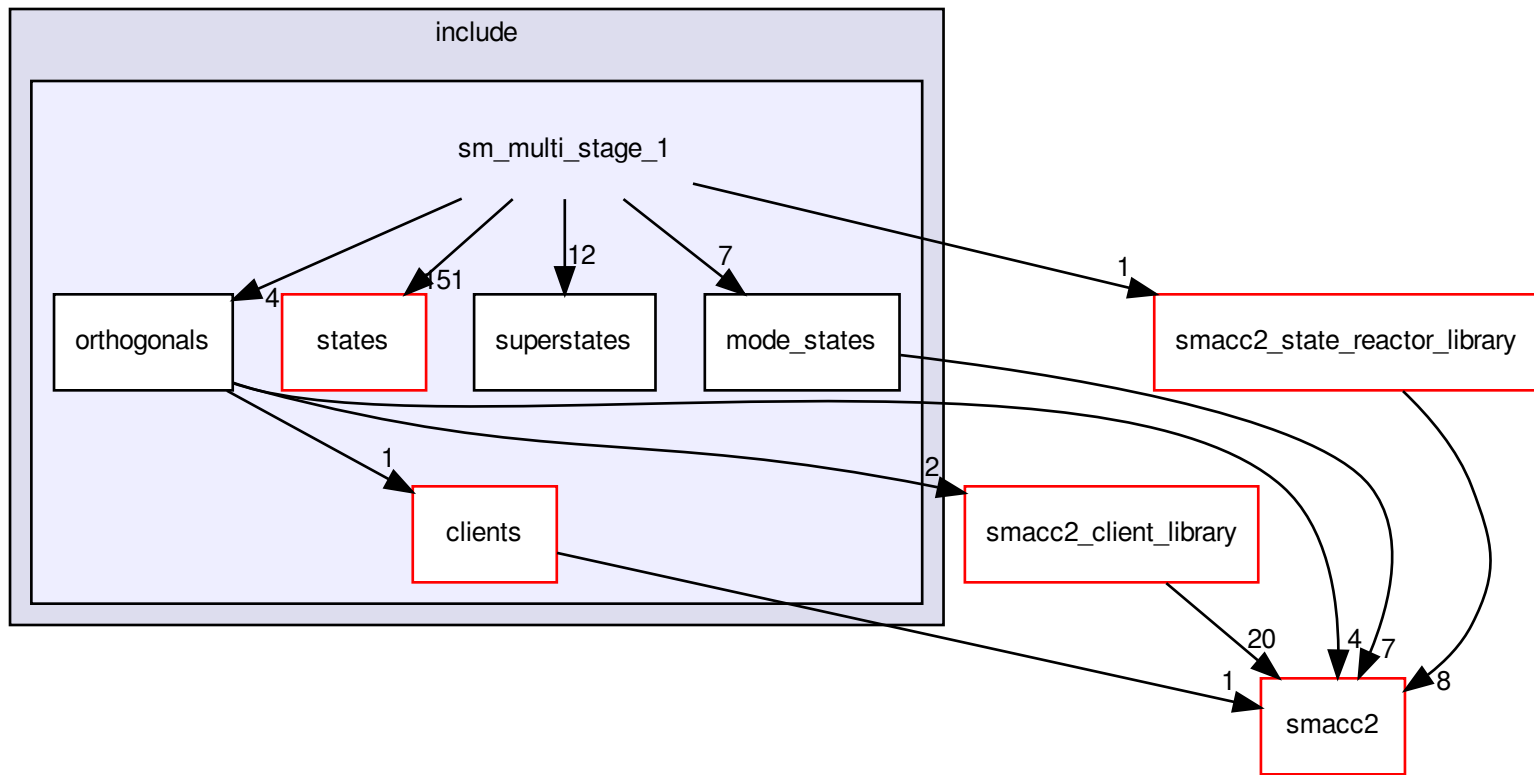 include
sm_multi_stage_1
12
7
1
4
orthogonals
states
superstates
mode_states
smacc2_state_reactor_library
1
2
clients
smacc2_client_library
20
4
7
1
8
smacc2